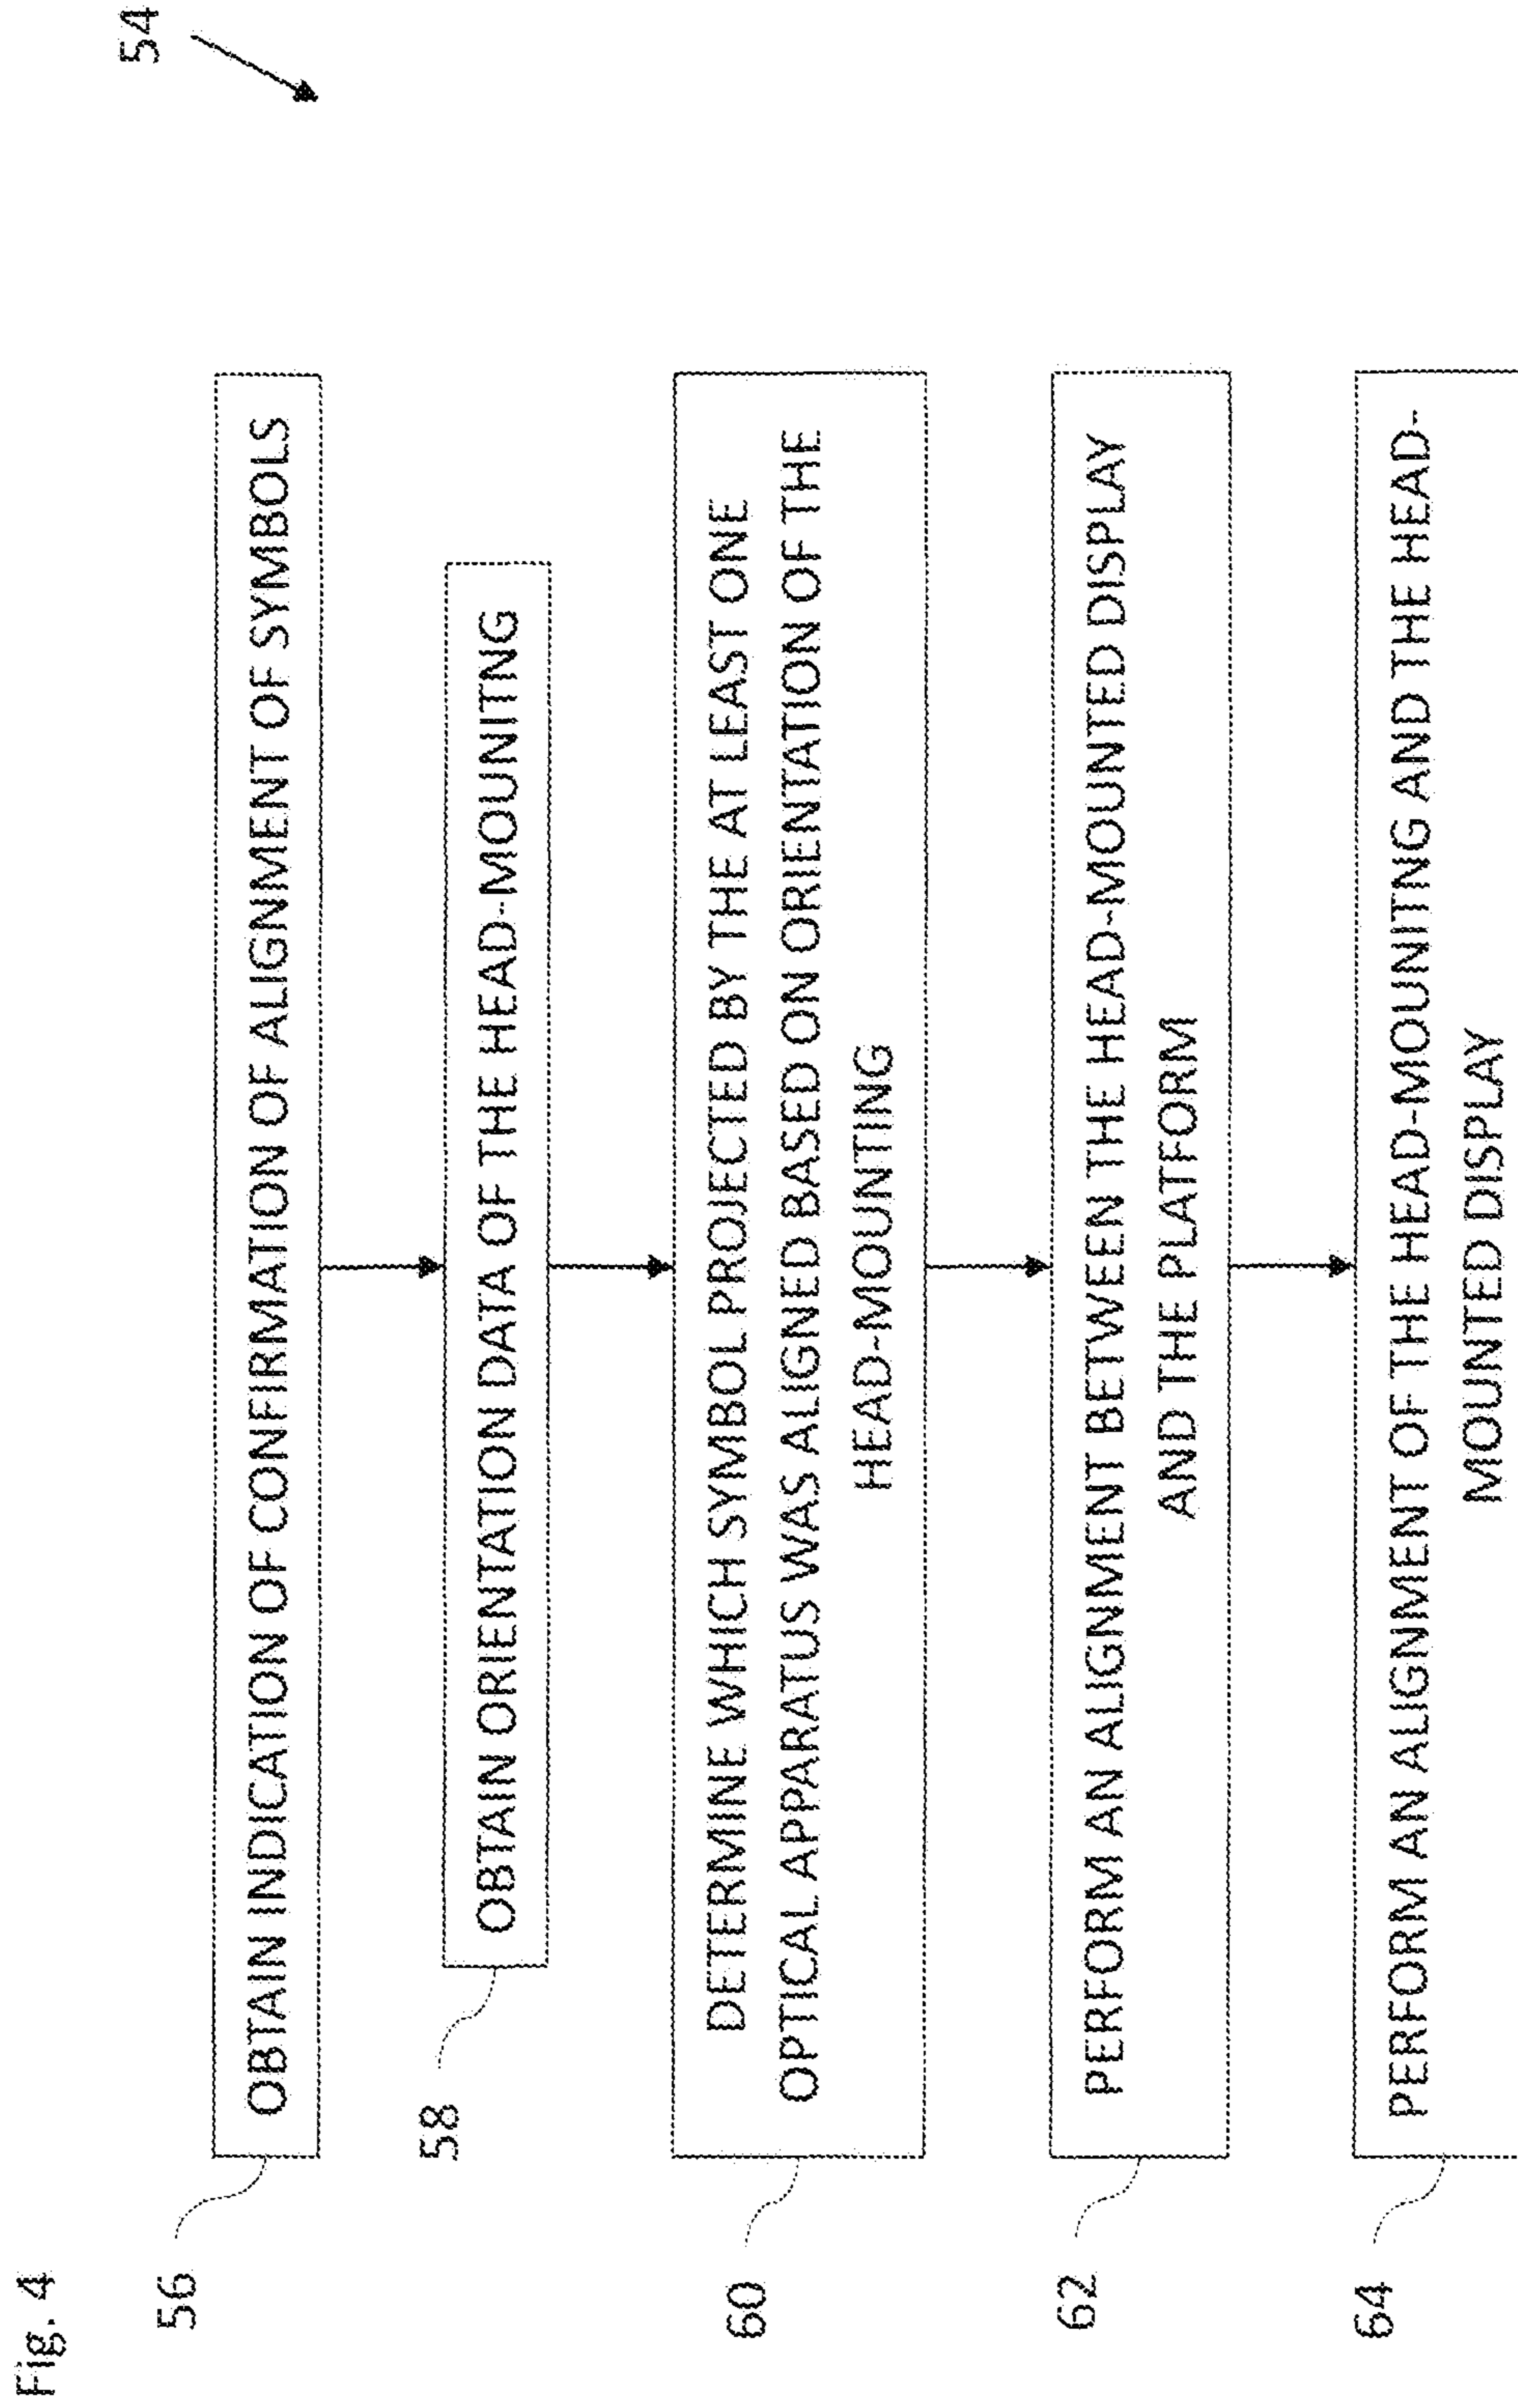 Fig. 4
54
56
OBTAIN INDICATION OF CONFIRMATION OF ALIGNMENT OF SYMBOLS
58
OBTAIN ORIENTATION DATA OF THE HEAD-MOUNITNG
60
DETERMINE WHICH SYMBOL PROJECTED BY THE AT LEAST ONE
OPTICAL APPARATUS WAS ALIGNED BASED ON ORIENTATION OF THE
HEAD-MOUNTING
62
PERFORM AN ALIGNMENT BETWEEN THE HEAD-MOUNTED DISPLAY
AND THE PLATFORM
64
PERFORM AN ALIGNMENT OF THE HEAD-MOUNITNG AND THE HEAD-
MOUNTED DISPLAY